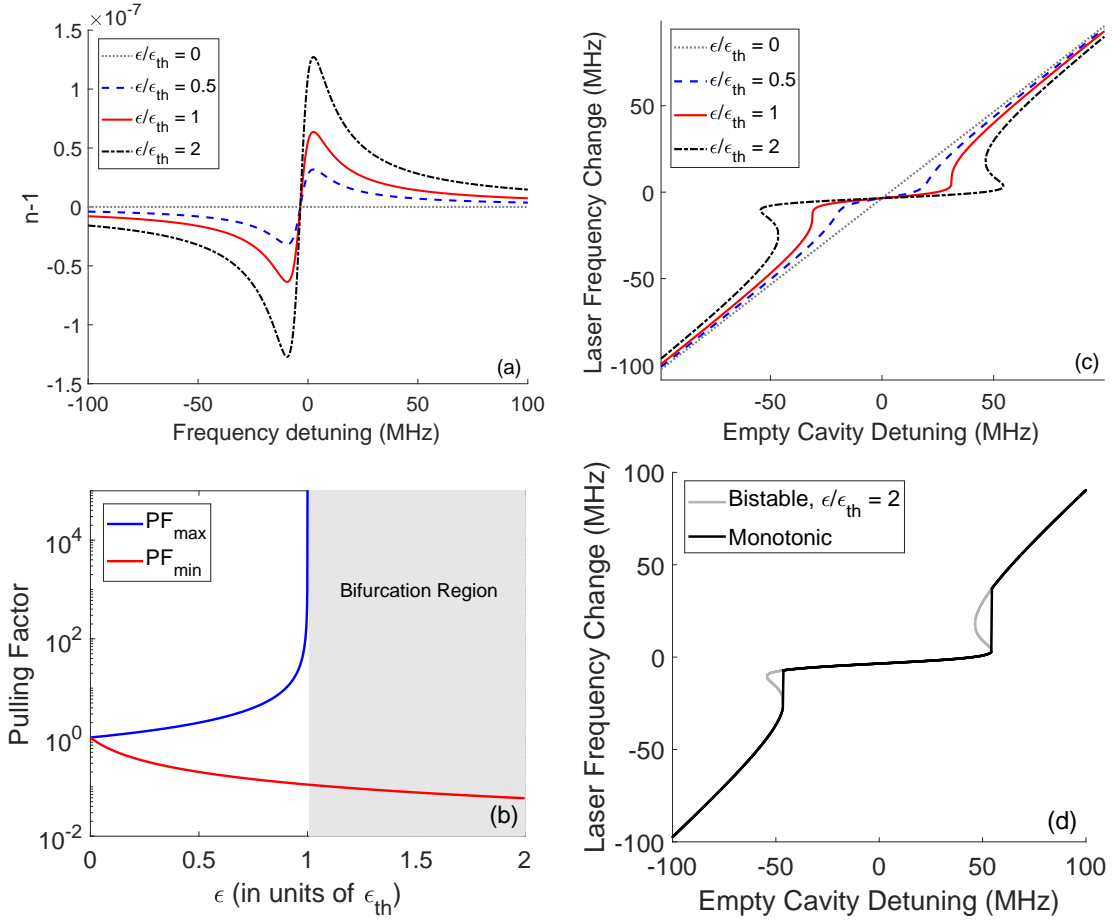 ×10⁻⁷
1.5
1
0.5
0
-0.5
-1
-1.5
n-1
ϵ/ϵ_th = 0
ϵ/ϵ_th = 0.5
ϵ/ϵ_th = 1
ϵ/ϵ_th = 2
(a)
-100 -50 0 50 100
Frequency detuning (MHz)
Laser Frequency Change (MHz)
50
0
-50
-100
ϵ/ϵ_th = 0
ϵ/ϵ_th = 0.5
ϵ/ϵ_th = 1
ϵ/ϵ_th = 2
(c)
-50 0 50
Empty Cavity Detuning (MHz)
Pulling Factor
10⁴
10²
10⁰
10⁻²
PF_max
PF_min
Bifurcation Region
(b)
0 0.5 1 1.5 2
ϵ (in units of ϵ_th)
Laser Frequency Change (MHz)
100
50
0
-50
-100
Bistable, ϵ/ϵ_th = 2
Monotonic
(d)
-100 -50 0 50 100
Empty Cavity Detuning (MHz)